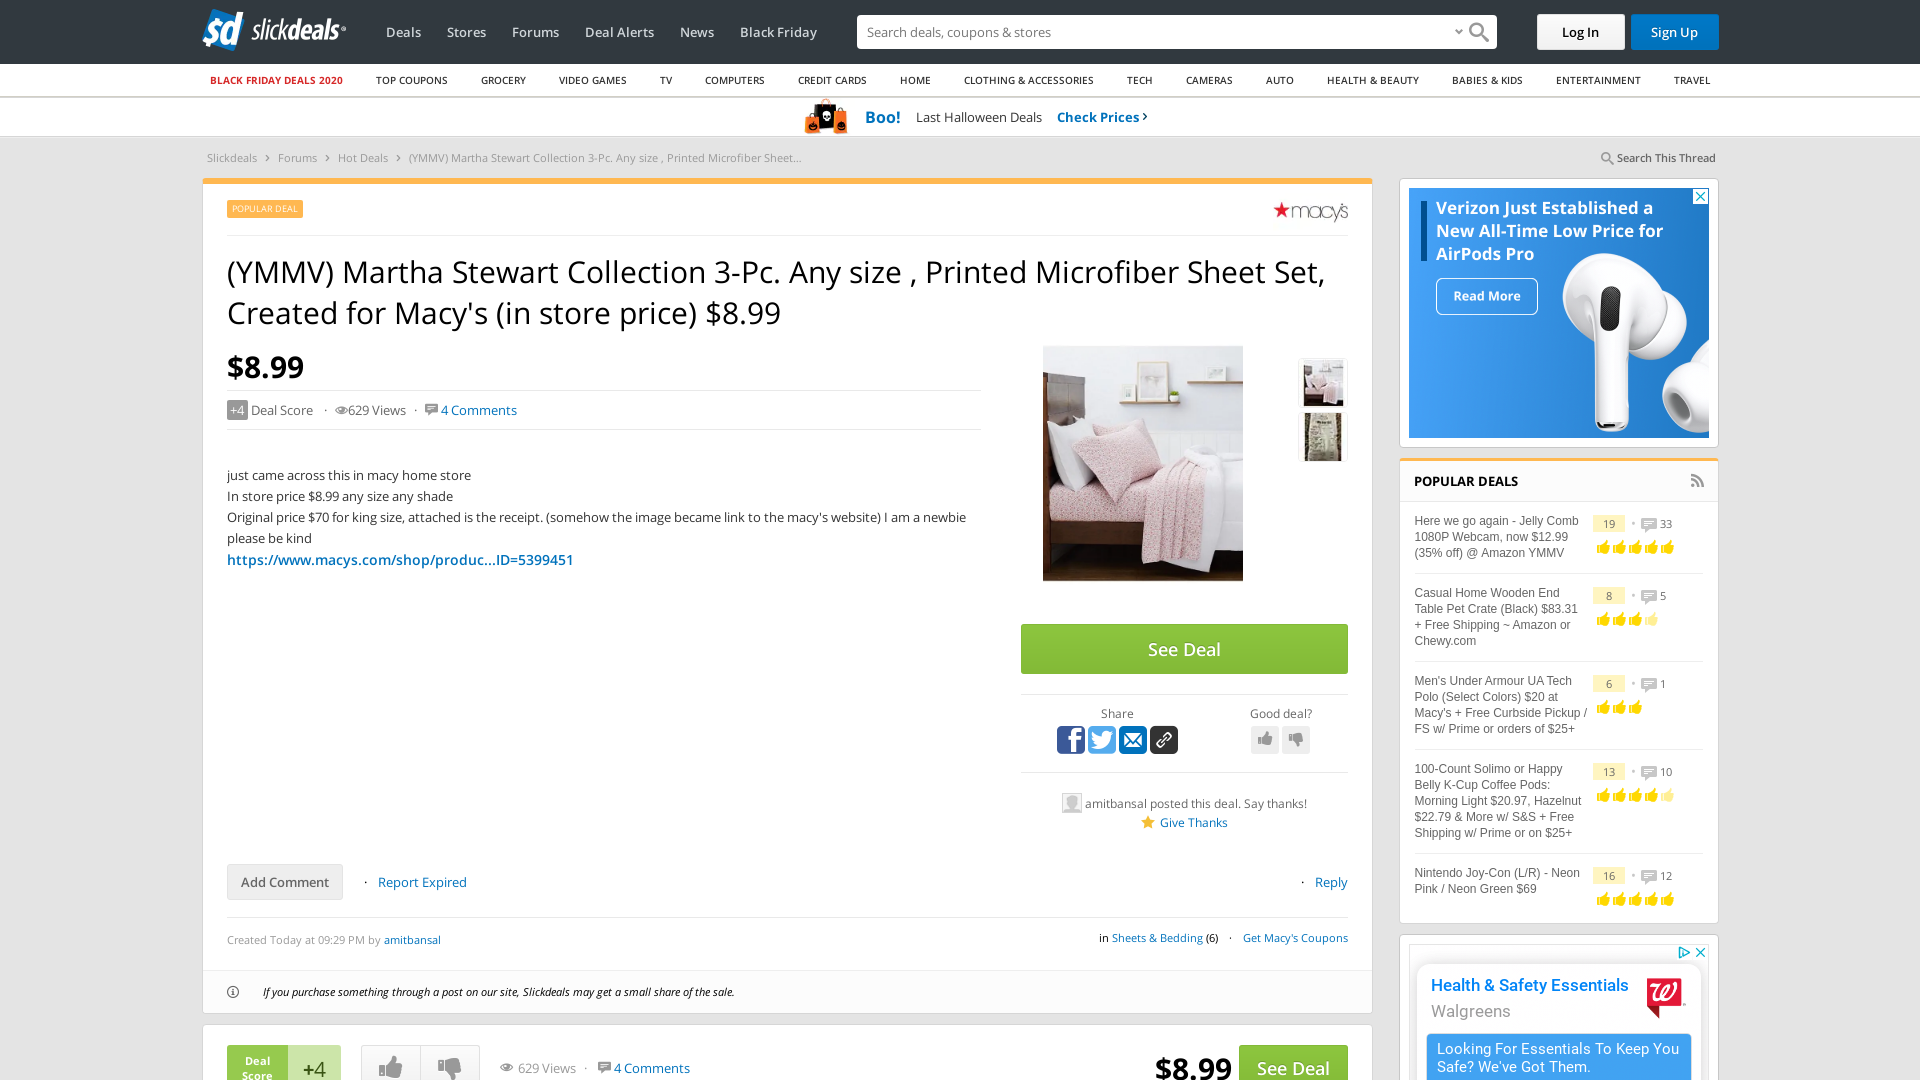 slickdeals
Deals Stores Forums Deal Alerts News Black Friday
Search deals, coupons & stores
Log In
Sign Up
BLACK FRIDAY DEALS 2020 TOP COUPONS GROCERY VIDEO GAMES TV COMPUTERS CREDIT CARDS HOME CLOTHING & ACCESSORIES TECH CAMERAS AUTO HEALTH & BEAUTY BABIES & KIDS ENTERTAINMENT TRAVEL
Boo! Last Halloween Deals Check Prices
Slickdeals > Forums > Hot Deals > (YMMV) Martha Stewart Collection 3-Pc. Any size , Printed Microfiber Sheet...
Search This Thread
POPULAR DEAL
macy's
(YMMV) Martha Stewart Collection 3-Pc. Any size , Printed Microfiber Sheet Set,
Created for Macy's (in store price) $8.99
$8.99
+4 Deal Score · 629 Views · 4 Comments
just came across this in macy home store
In store price $8.99 any size any shade
Original price $70 for king size, attached is the receipt. (somehow the image became link to the macy's website) I am a newbie
please be kind
https://www.macys.com/shop/produc...ID=5399451
See Deal
Share
Good deal?
amitbansal posted this deal. Say thanks!
Give Thanks
Add Comment · Report Expired
· Reply
Created Today at 09:29 PM by amitbansal
in Sheets & Bedding (6) · Get Macy's Coupons
If you purchase something through a post on our site, Slickdeals may get a small share of the sale.
Deal
Score
+4
629 Views · 4 Comments
$8.99
See Deal
Verizon Just Established a
New All-Time Low Price for
AirPods Pro
Read More
POPULAR DEALS
Here we go again - Jelly Comb
1080P Webcam, now $12.99
(35% off) @ Amazon YMMV
19 • 33
Casual Home Wooden End
Table Pet Crate (Black) $83.31
+ Free Shipping ~ Amazon or
Chewy.com
8 • 5
Men's Under Armour UA Tech
Polo (Select Colors) $20 at
Macy's + Free Curbside Pickup /
FS w/ Prime or orders of $25+
6 • 1
100-Count Solimo or Happy
Belly K-Cup Coffee Pods:
Morning Light $20.97, Hazelnut
$22.79 & More w/ S&S + Free
Shipping w/ Prime or on $25+
13 • 10
Nintendo Joy-Con (L/R) - Neon
Pink / Neon Green $69
16 • 12
Health & Safety Essentials
Walgreens
Looking For Essentials To Keep You
Safe? We've Got Them.